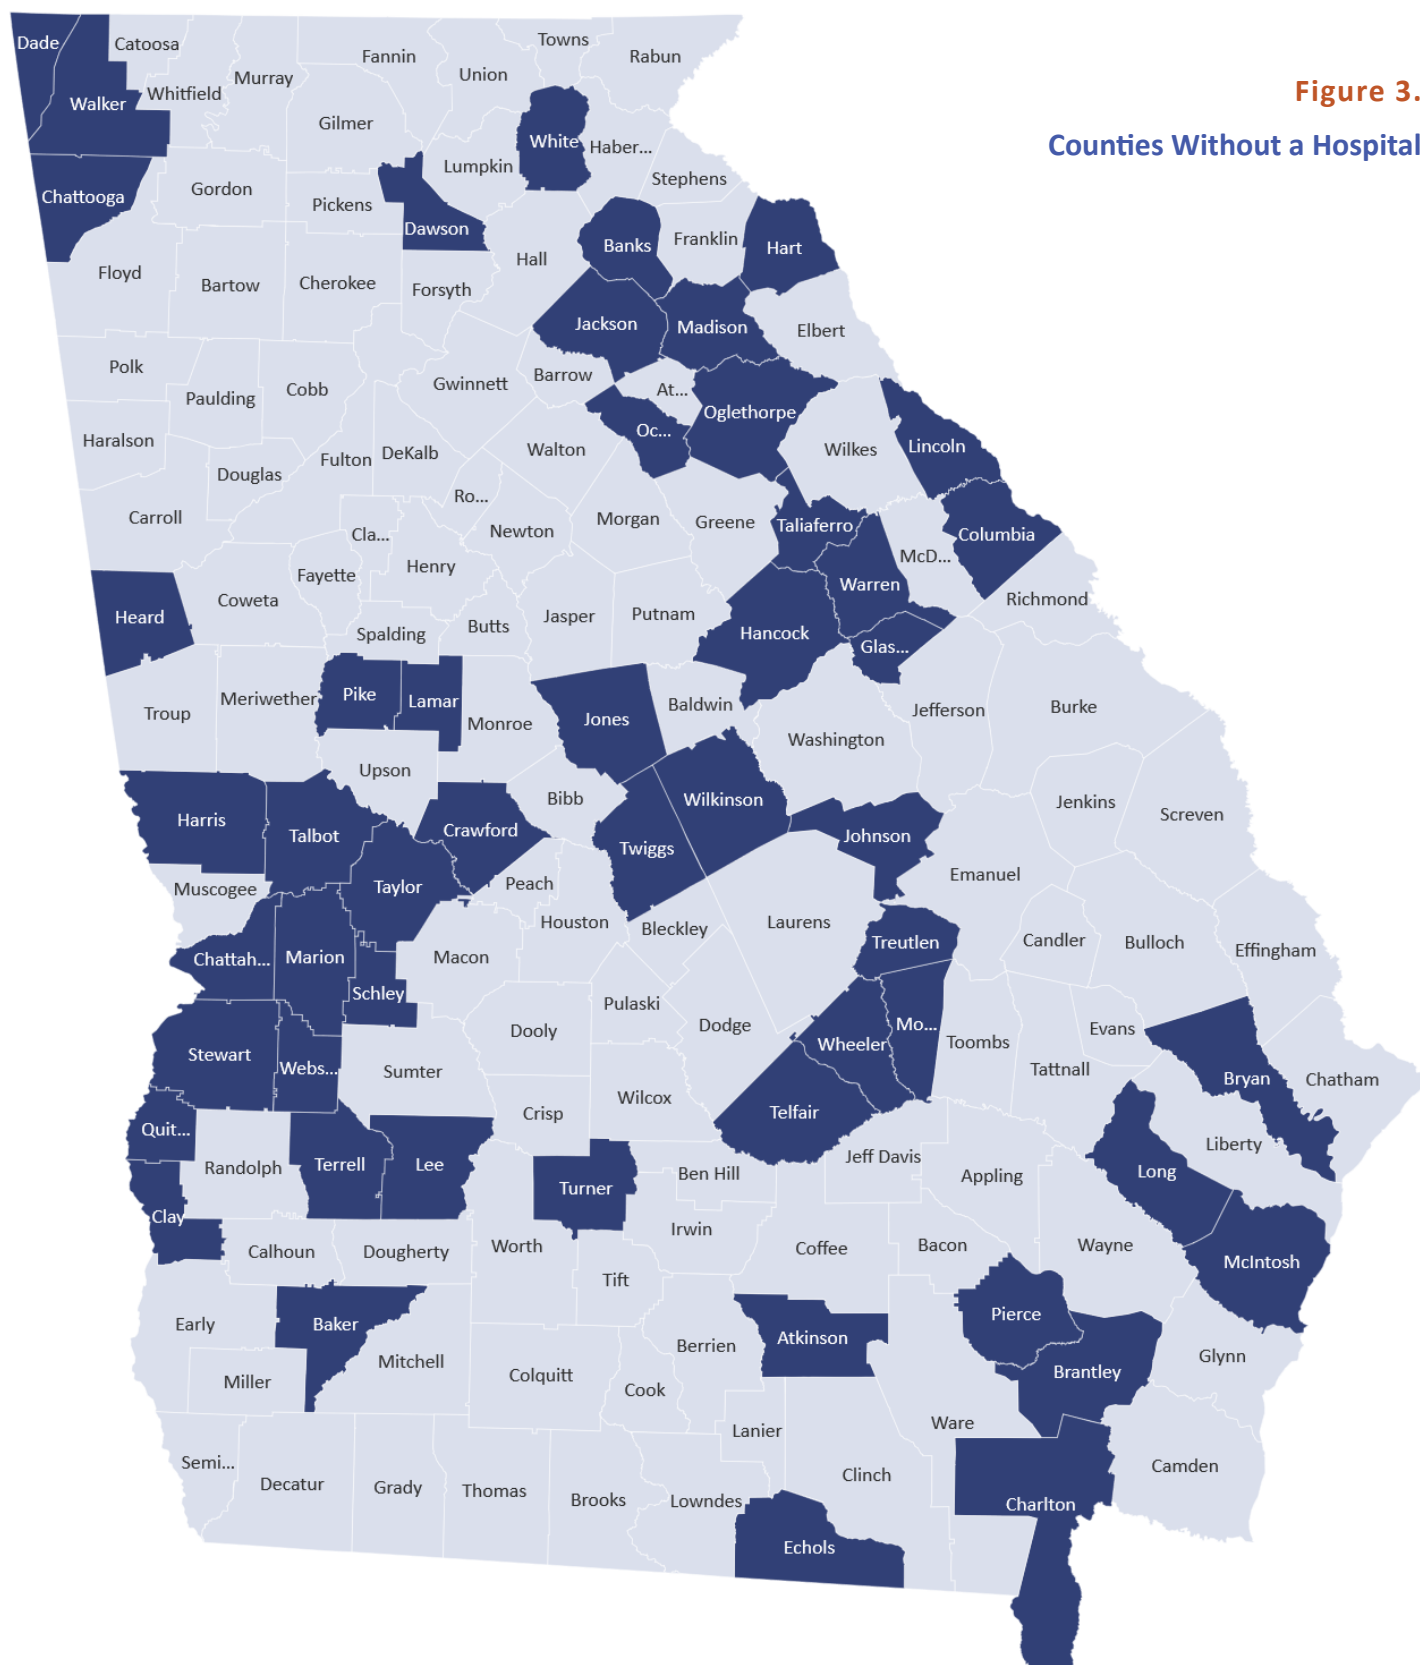 Figure 3.
Counties Without a Hospital
Dade
Catoosa
Fannin
Towns
Rabun
Union
Murray
Whitfield
Walker
Gilmer
White
Haber...
Lumpkin
Stephens
Chattooga
Gordon
Pickens
Dawson
Banks
Franklin
Hart
Hall
Floyd
Bartow
Cherokee
Forsyth
Jackson
Madison
Elbert
Polk
Paulding
Cobb
Gwinnett
Barrow
At...
Oglethorpe
Haralson
Douglas
Fulton
DeKalb
Walton
Oc...
Wilkes
Lincoln
Carroll
Ro...
Newton
Morgan
Greene
Taliaferro
Columbia
Cla...
McD...
Henry
Fayette
Coweta
Warren
Richmond
Heard
Spalding
Butts
Jasper
Putnam
Hancock
Glas...
Troup
Meriwether
Pike
Lamar
Monroe
Jones
Baldwin
Jefferson
Burke
Washington
Upson
Bibb
Wilkinson
Jenkins
Screven
Harris
Talbot
Crawford
Twiggs
Johnson
Muscogee
Taylor
Peach
Emanuel
Houston
Bleckley
Laurens
Treutlen
Candler
Bulloch
Effingham
Chattah...
Marion
Macon
Schley
Pulaski
Dooly
Dodge
Mo...
Wheeler
Toombs
Evans
Tattnall
Stewart
Webs...
Sumter
Bryan
Chatham
Crisp
Wilcox
Telfair
Quit...
Liberty
Randolph
Terrell
Lee
Turner
Ben Hill
Jeff Davis
Appling
Long
Clay
Calhoun
Dougherty
Worth
Irwin
Coffee
Bacon
Wayne
McIntosh
Tift
Early
Baker
Pierce
Atkinson
Berrien
Mitchell
Miller
Colquitt
Cook
Brantley
Glynn
Lanier
Ware
Semi...
Decatur
Grady
Thomas
Brooks
Lowndes
Clinch
Camden
Charlton
Echols